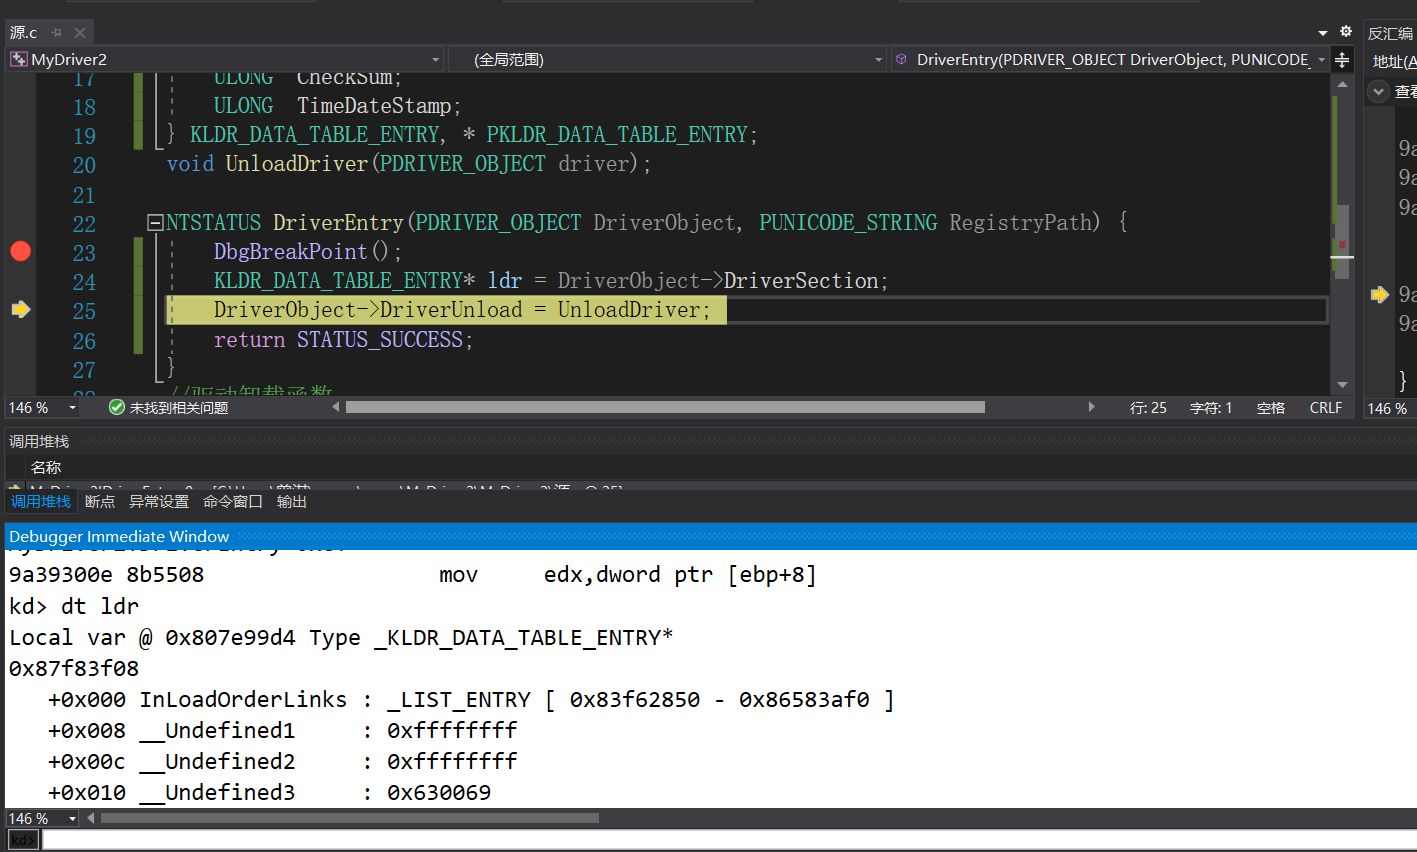 源.c
反汇编
MyDriver2
(全局范围)
DriverEntry(PDRIVER_OBJECT DriverObject, PUNICODE_
地址(A
查看
17 ULONG CheckSum;
18 ULONG TimeDateStamp;
19 } KLDR_DATA_TABLE_ENTRY, * PKLDR_DATA_TABLE_ENTRY;
20 void UnloadDriver(PDRIVER_OBJECT driver);
21
22 NTSTATUS DriverEntry(PDRIVER_OBJECT DriverObject, PUNICODE_STRING RegistryPath) {
23 DbgBreakPoint();
24 KLDR_DATA_TABLE_ENTRY* ldr = DriverObject->DriverSection;
25 DriverObject->DriverUnload = UnloadDriver;
26 return STATUS_SUCCESS;
27 }
//驱动卸载函数
9a
9a
9a
9a
9a
}
146 %
未找到相关问题
行: 25
字符: 1
空格
CRLF
146 %
调用堆栈
名称
调用堆栈
断点
异常设置
命令窗口
输出
Debugger Immediate Window
9a39300e 8b5508 mov edx,dword ptr [ebp+8]
kd> dt ldr
Local var @ 0x807e99d4 Type _KLDR_DATA_TABLE_ENTRY*
0x87f83f08
+0x000 InLoadOrderLinks : _LIST_ENTRY [ 0x83f62850 - 0x86583af0 ]
+0x008 __Undefined1 : 0xffffffff
+0x00c __Undefined2 : 0xffffffff
+0x010 __Undefined3 : 0x630069
146 %
kd>